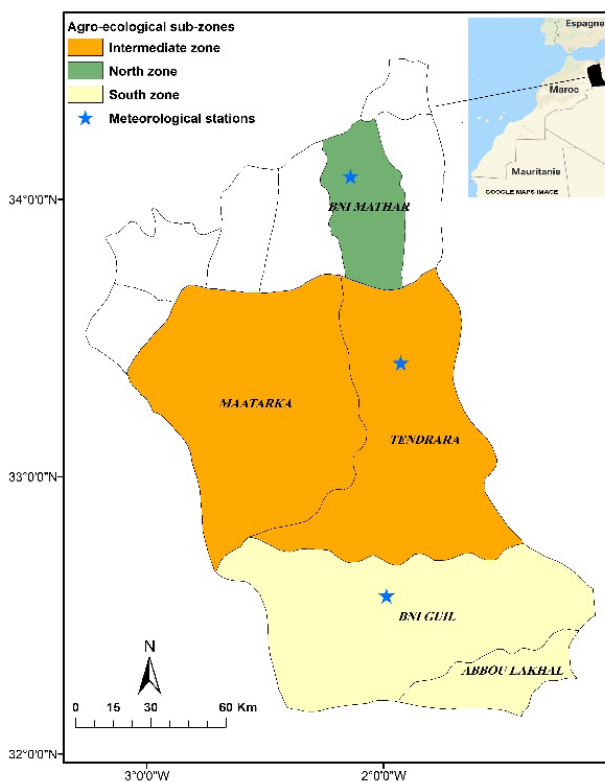 Agro-ecological sub-zones
Intermediate zone
North zone
South zone
Meteorological stations
Espagne
Maroc
Mauritanie
GOOGLE MAPS IMAGE
34°0'0"N
BNI MATHAR
MAATARKA
TENDRARA
33°0'0"N
BNI GUIL
ABBOU LAKHAL
N
0 15 30 60 Km
32°0'0"N
3°0'0"W 2°0'0"W